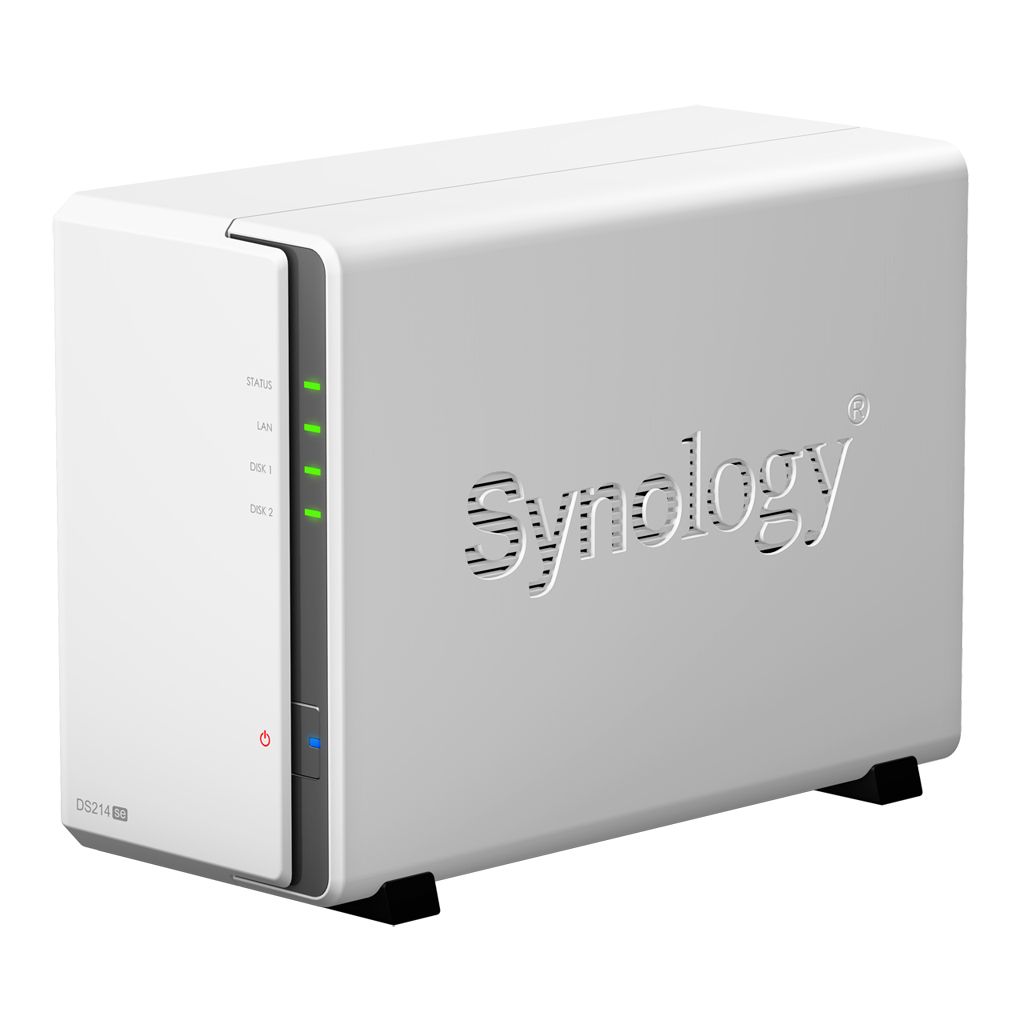 STATUS
LAN
DISK 1
DISK 2
Synology®
DS214se